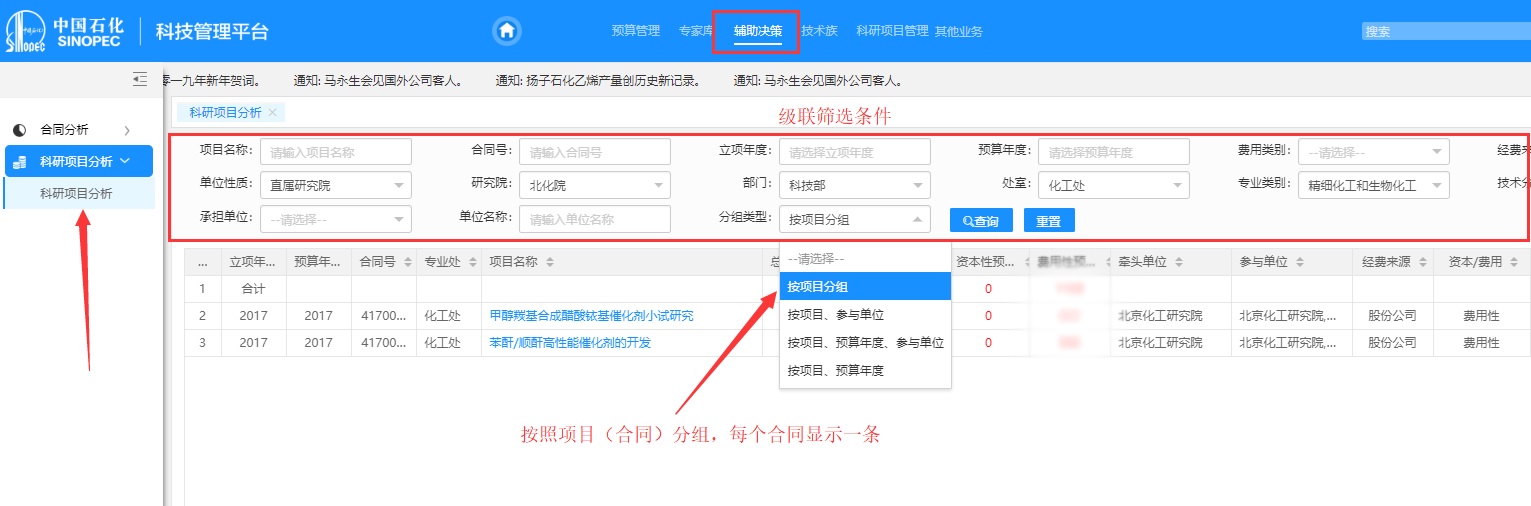 中国石化
SINOPEC
科技管理平台
预算管理 专家库 辅助决策 技术族 科研项目管理 其他业务
搜索
零一九年新年贺词。 通知: 马永生会见国外公司客人。 通知: 扬子石化乙烯产量创历史新记录。 通知: 马永生会见国外公司客人。
合同分析
科研项目分析
科研项目分析
科研项目分析
级联筛选条件
项目名称: 请输入项目名称 合同号: 请输入合同号 立项年度: 请选择立项年度 预算年度: 请选择预算年度 费用类别: --请选择-- 经费来
单位性质: 直属研究院 研究院: 北化院 部门: 科技部 处室: 化工处 专业类别: 精细化工和生物化工 技术分
承担单位: --请选择-- 单位名称: 请输入单位名称 分组类型: 按项目分组 查询 重置
... 立项年... 预算年... 合同号 专业处 项目名称 总 资本性预... 费用性预... 牵头单位 参与单位 经费来源 资本/费用
1 合计 0
2 2017 2017 41700... 化工处 甲醇羰基合成醋酸铱基催化剂小试研究 0 北京化工研究院 北京化工研究院,... 股份公司 费用性
3 2017 2017 41700... 化工处 苯酐/顺酐高性能催化剂的开发 0 北京化工研究院 北京化工研究院,... 股份公司 费用性
--请选择--
按项目分组
按项目、参与单位
按项目、预算年度、参与单位
按项目、预算年度
按照项目（合同）分组，每个合同显示一条